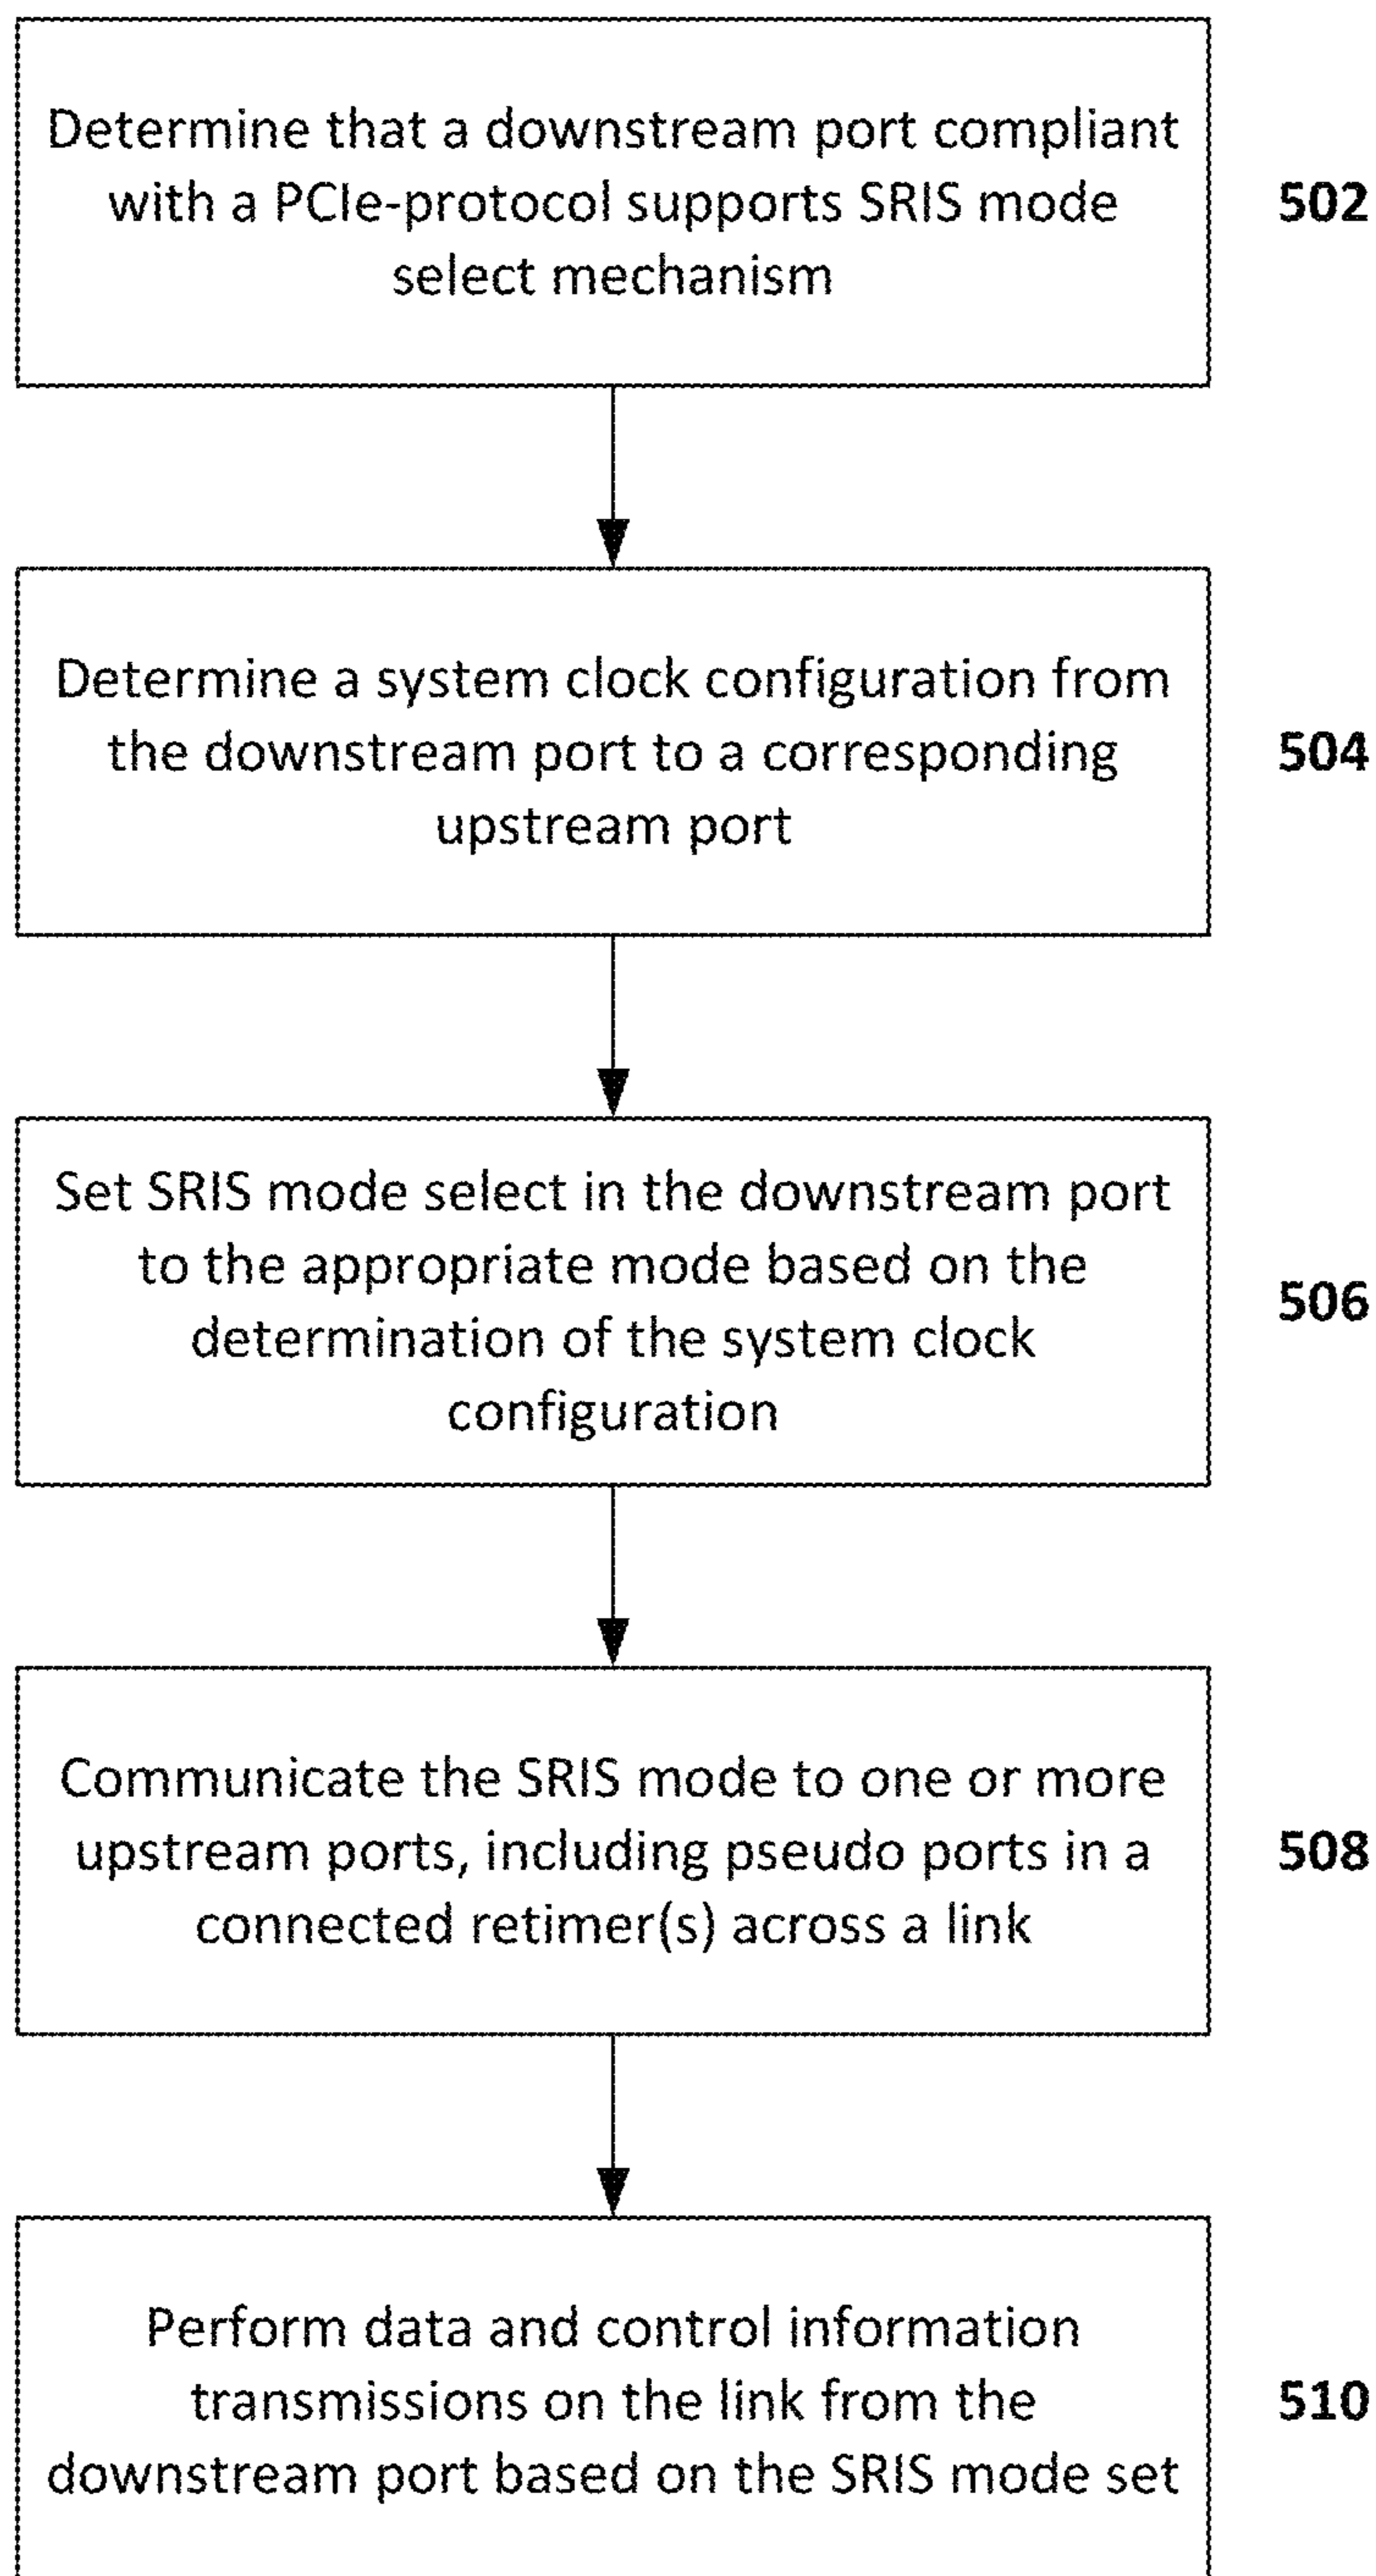 Determine that a downstream port compliant
with a PCIe-protocol supports SRIS mode
select mechanism
502
Determine a system clock configuration from
the downstream port to a corresponding
upstream port
504
Set SRIS mode select in the downstream port
to the appropriate mode based on the
determination of the system clock
configuration
506
Communicate the SRIS mode to one or more
upstream ports, including pseudo ports in a
connected retimer(s) across a link
508
Perform data and control information
transmissions on the link from the
downstream port based on the SRIS mode set
510